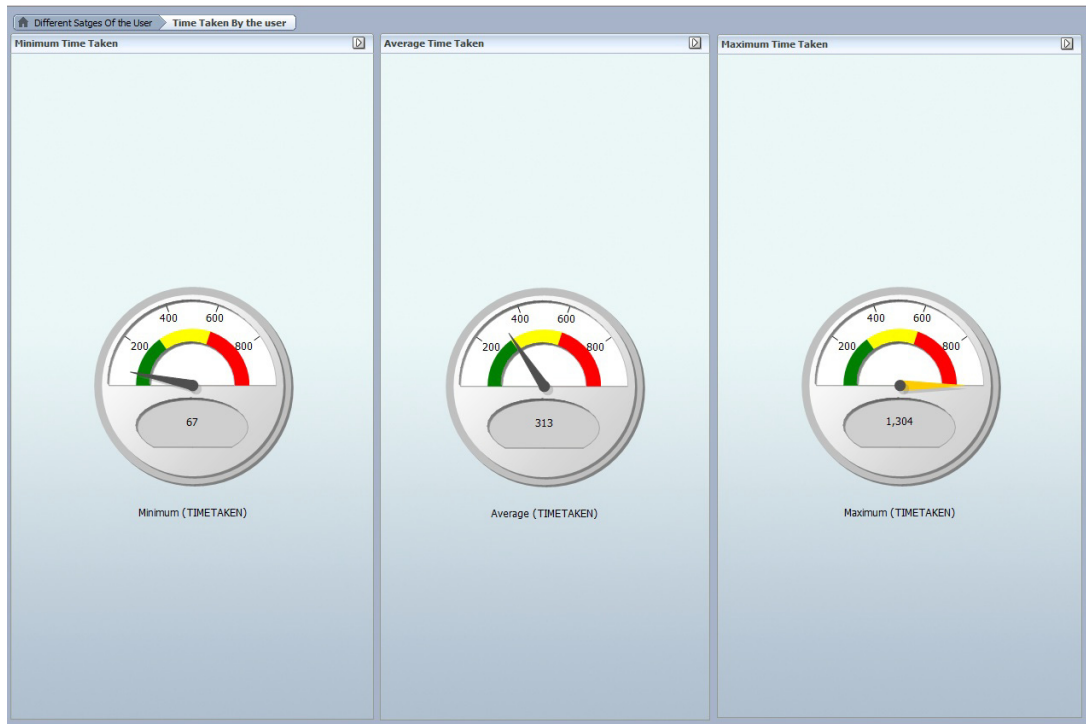 Different Satges Of the User
Time Taken By the user
Minimum Time Taken
200
400
600
800
67
Minimum (TIMETAKEN)
Average Time Taken
200
400
600
800
313
Average (TIMETAKEN)
Maximum Time Taken
200
400
600
800
1,304
Maximum (TIMETAKEN)